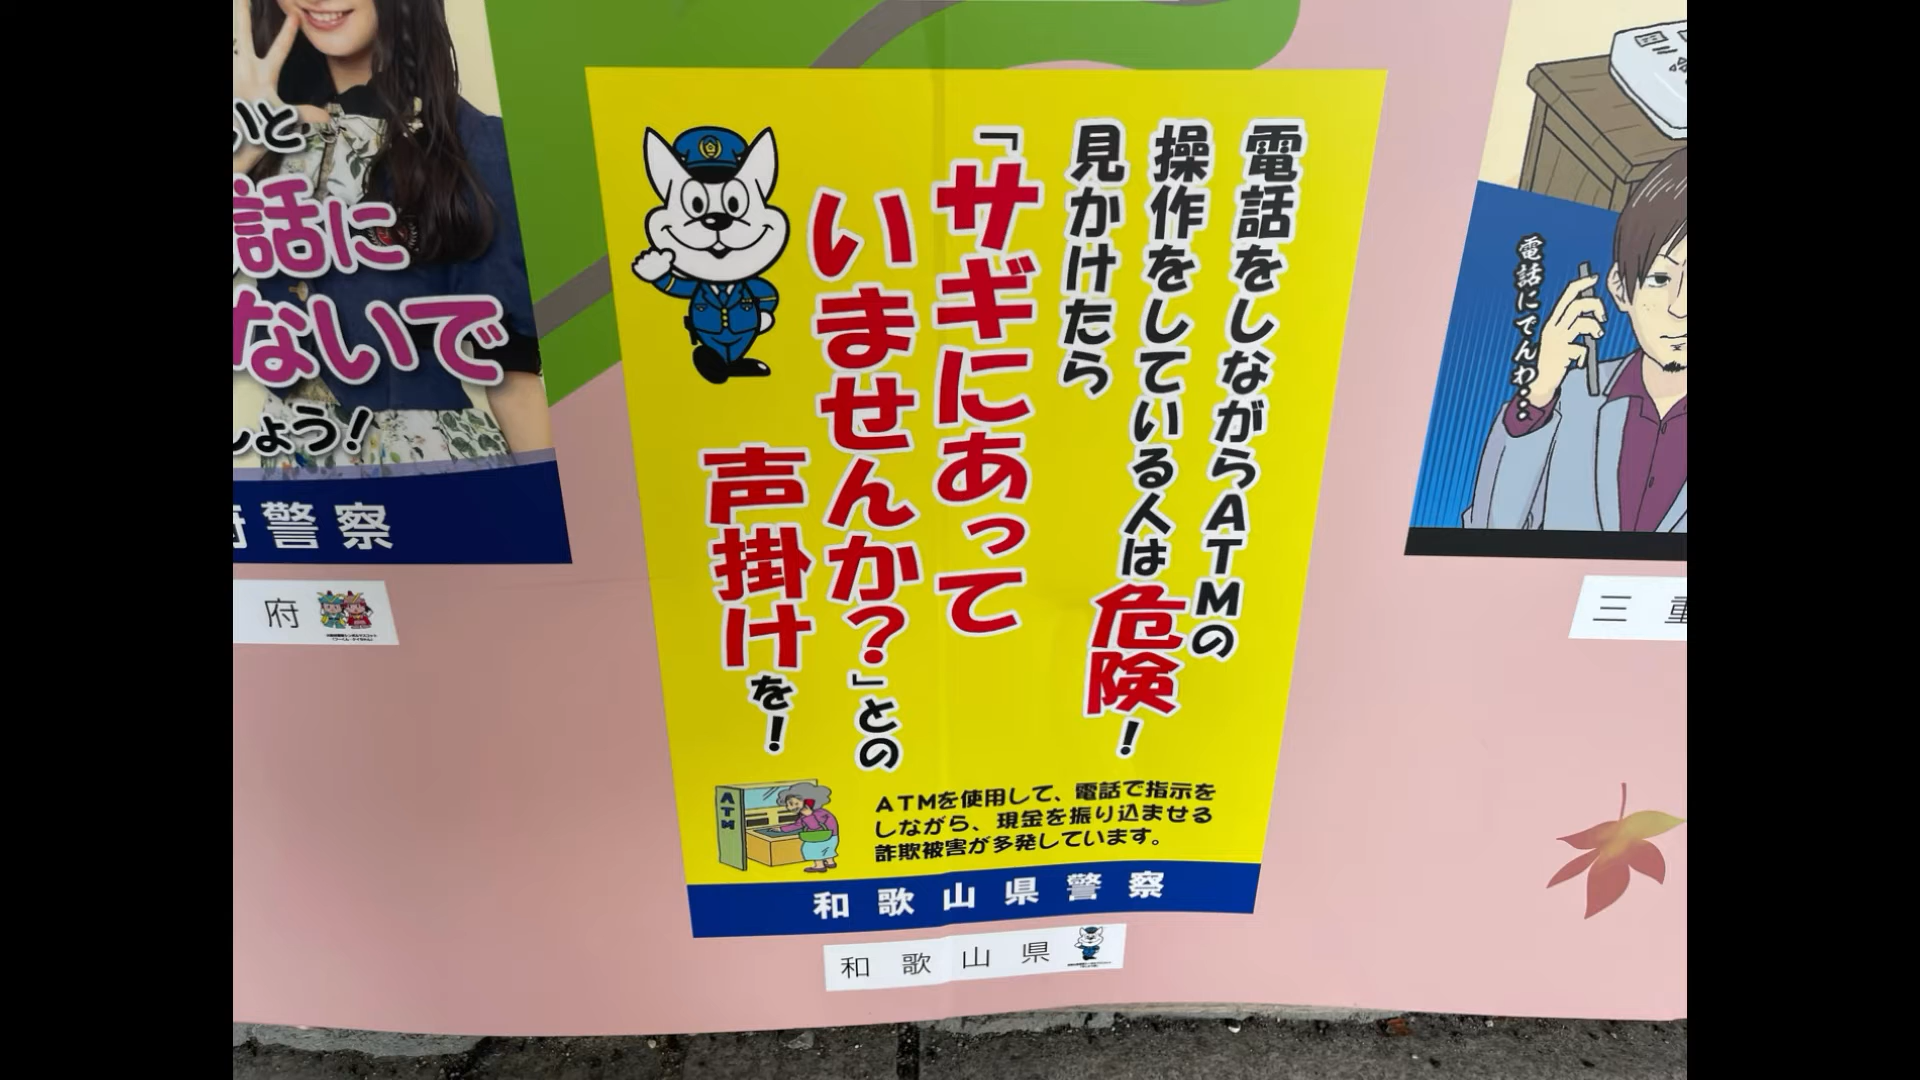 いと
話に
ないで
しょう!
警察
府
電話をしながらATMの
操作をしている人は危険!
見かけたら
「サギにあって
いませんか?」との
声掛けを!
ATM
ATMを使用して、電話で指示を
しながら、現金を振り込ませる
詐欺被害が多発しています。
和歌山県警察
和歌山県
電話にでんわ・・・
三重